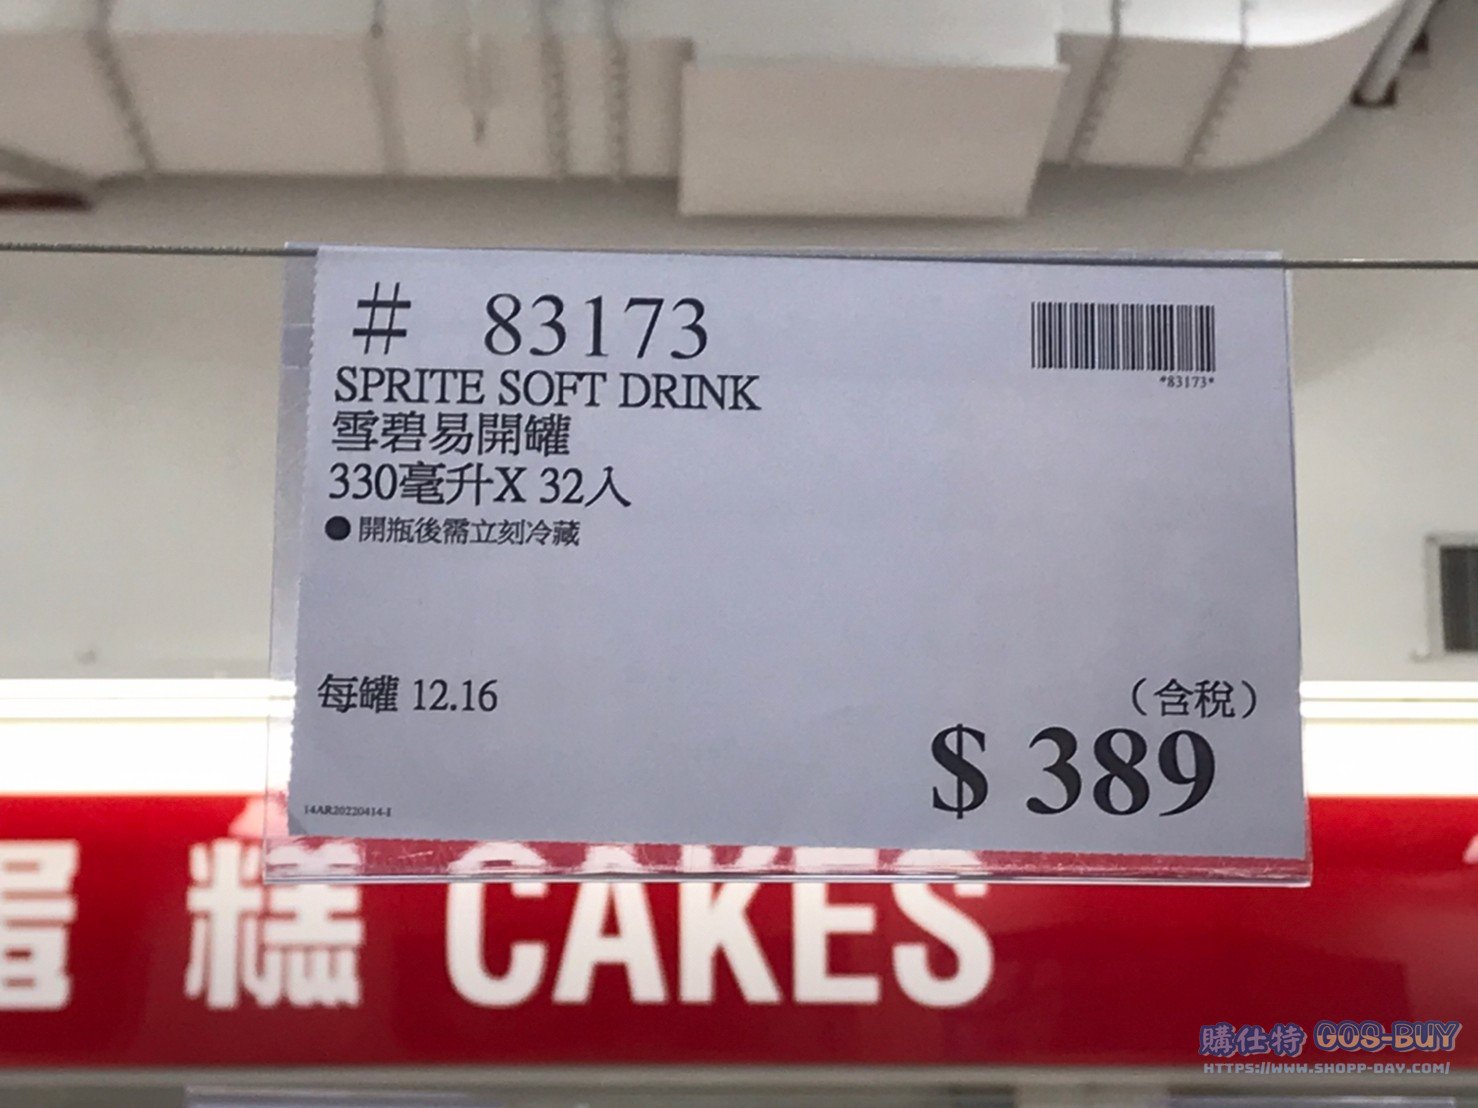 # 83173
*83173*
SPRITE SOFT DRINK
雪碧易開罐
330毫升X 32入
●開瓶後需立刻冷藏
每罐 12.16
（含稅）
$ 389
14AR20220414-I
蛋糕 CAKES
購仕特 GOS-BUY
HTTPS://WWW.SHOPP-DAY.COM/